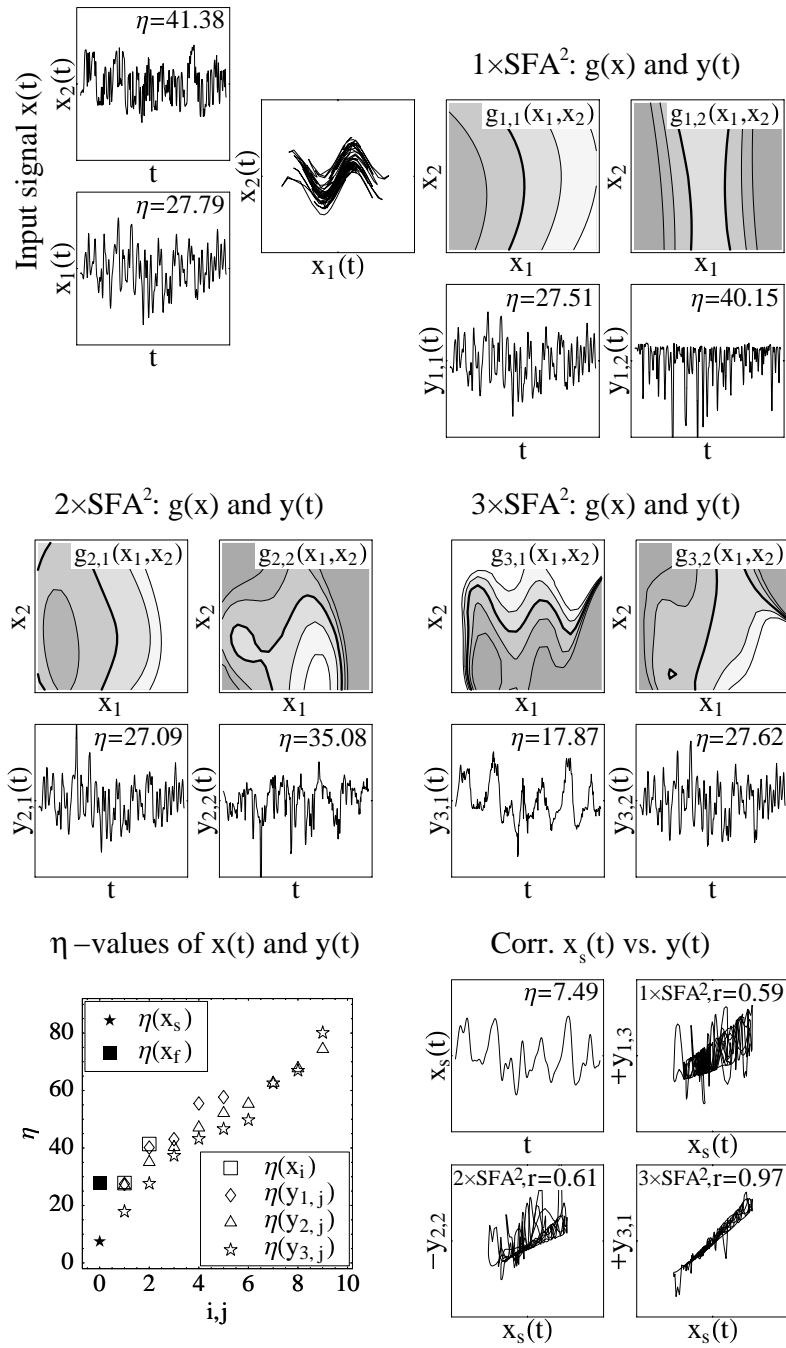 Input signal x(t)
η=41.38
x₂(t)
t
η=27.79
x₁(t)
t
x₂(t)
x₁(t)
1×SFA²: g(x) and y(t)
g₁,₁(x₁,x₂)
x₂
x₁
g₁,₂(x₁,x₂)
x₂
x₁
η=27.51
y₁,₁(t)
t
η=40.15
y₁,₂(t)
t
2×SFA²: g(x) and y(t)
g₂,₁(x₁,x₂)
x₂
x₁
g₂,₂(x₁,x₂)
x₂
x₁
η=27.09
y₂,₁(t)
t
η=35.08
y₂,₂(t)
t
3×SFA²: g(x) and y(t)
g₃,₁(x₁,x₂)
x₂
x₁
g₃,₂(x₁,x₂)
x₂
x₁
η=17.87
y₃,₁(t)
t
η=27.62
y₃,₂(t)
t
η−values of x(t) and y(t)
η(xₛ)
η(x_f)
80
60
40
20
0
η
η(xᵢ)
η(y₁,ⱼ)
η(y₂,ⱼ)
η(y₃,ⱼ)
0 2 4 6 8 10
i,j
Corr. xₛ(t) vs. y(t)
η=7.49
xₛ(t)
t
1×SFA²,r=0.59
+y₁,₃
xₛ(t)
2×SFA²,r=0.61
−y₂,₂
xₛ(t)
3×SFA²,r=0.97
+y₃,₁
xₛ(t)